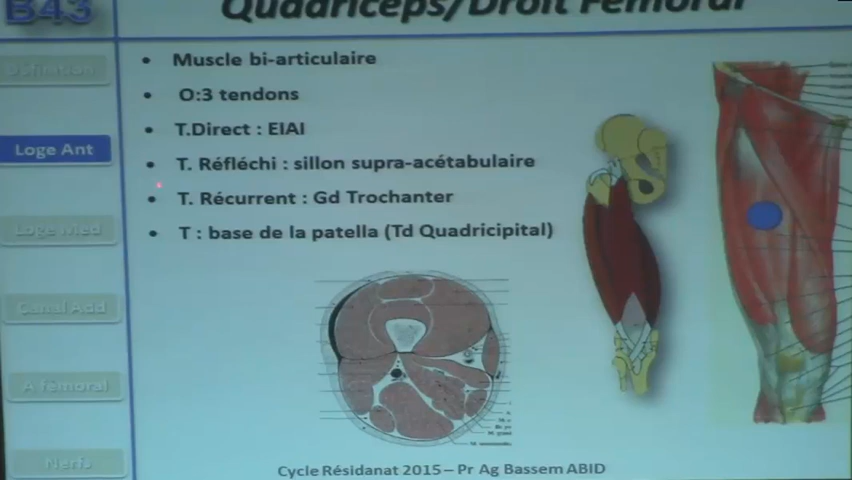 B43
Quadriceps/Droit Fémoral
Définition
Loge Ant
Loge Med
Canal Add
A fémoral
Nerfs
• Muscle bi-articulaire
• O:3 tendons
• T.Direct : EIAI
• T. Réfléchi : sillon supra-acétabulaire
• T. Récurrent : Gd Trochanter
• T : base de la patella (Td Quadricipital)
Cycle Résidanat 2015 – Pr Ag Bassem ABID